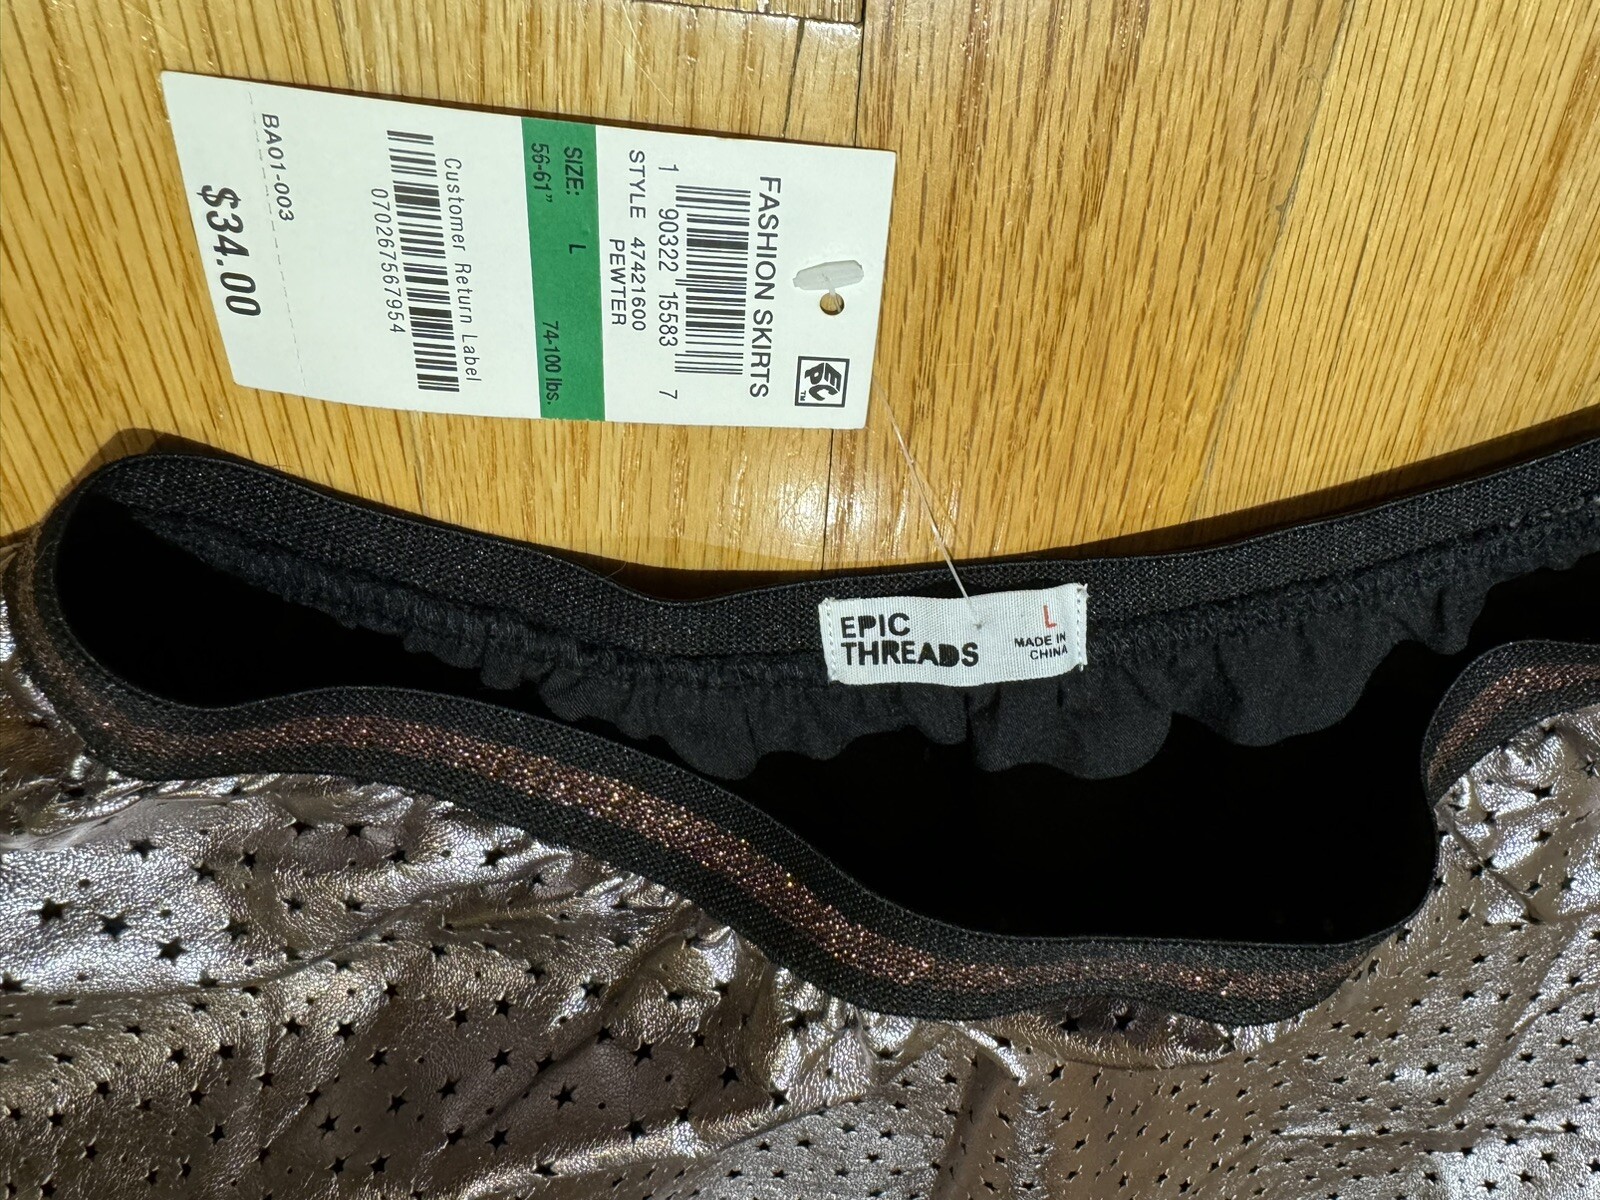 FASHION SKIRTS
1 90322 15583 7
STYLE 47421600
PEWTER
SIZE: L
56-61" 74-100 lbs.
Customer Return Label
070267567954
BA01-003
$34.00
EPIC
THREADS
L
MADE IN
CHINA